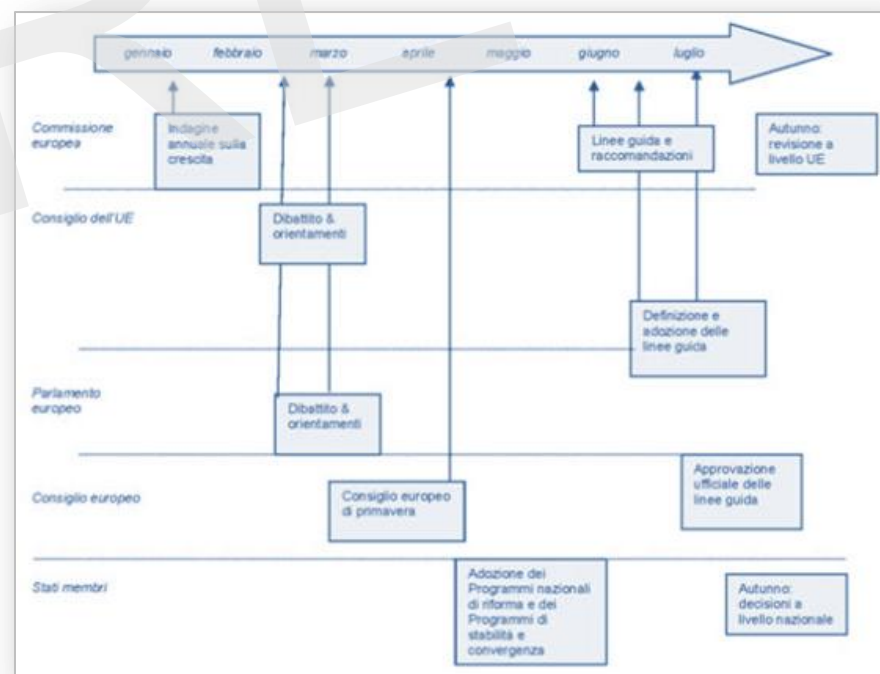 gennaio febbraio marzo aprile maggio giugno luglio
Commissione
europea
Indagine
annuale sulla
crescita
Linee guida e
raccomandazioni
Autunno:
revisione a
livello UE
Consiglio dell'UE
Dibattito &
orientamenti
Definizione e
adozione delle
linee guida
Parlamento
europeo
Dibattito &
orientamenti
Consiglio europeo
Consiglio europeo
di primavera
Approvazione
ufficiale delle
linee guida
Stati membri
Adozione dei
Programmi nazionali
di riforma e dei
Programmi di
stabilità e
convergenza
Autunno:
decisioni a
livello nazionale